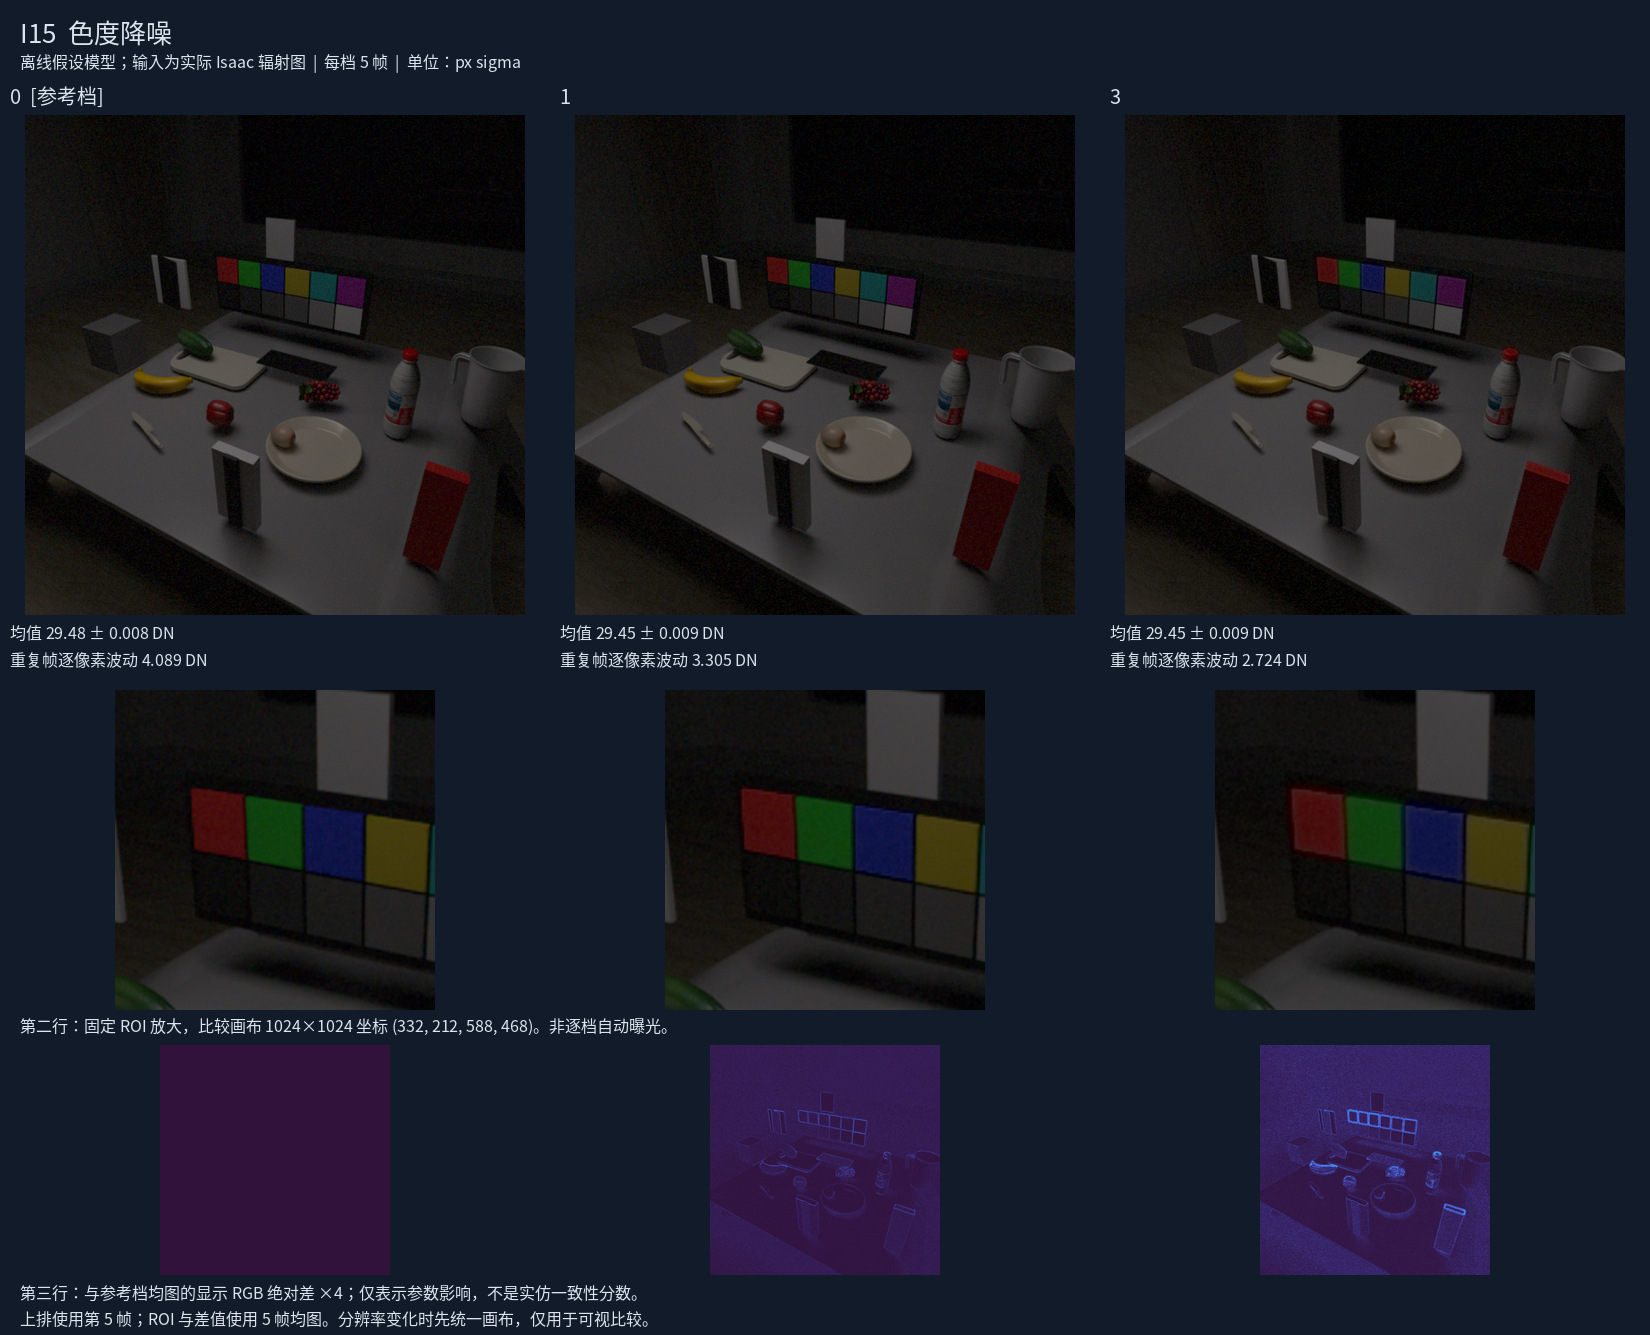 I15 色度降噪
离线假设模型；输入为实际 Isaac 辐射图 | 每档 5 帧 | 单位：px sigma
0 [参考档]
1
3
均值 29.48 ± 0.008 DN
均值 29.45 ± 0.009 DN
均值 29.45 ± 0.009 DN
重复帧逐像素波动 4.089 DN
重复帧逐像素波动 3.305 DN
重复帧逐像素波动 2.724 DN
第二行：固定 ROI 放大，比较画布 1024×1024 坐标 (332, 212, 588, 468)。非逐档自动曝光。
第三行：与参考档均图的显示 RGB 绝对差 ×4；仅表示参数影响，不是实仿一致性分数。
上排使用第 5 帧；ROI 与差值使用 5 帧均图。分辨率变化时先统一画布，仅用于可视比较。